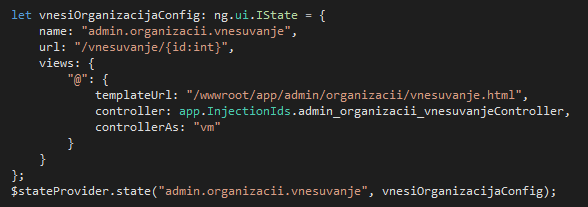 let vnesiOrganizacijaConfig: ng.ui.IState = {
    name: "admin.organizacii.vnesuvanje",
    url: "/vnesuvanje/{id:int}",
    views: {
        "@": {
            templateUrl: "/wwwroot/app/admin/organizacii/vnesuvanje.html",
            controller: app.InjectionIds.admin_organizacii_vnesuvanjeController,
            controllerAs: "vm"
        }
    }
};
$stateProvider.state("admin.organizacii.vnesuvanje", vnesiOrganizacijaConfig);